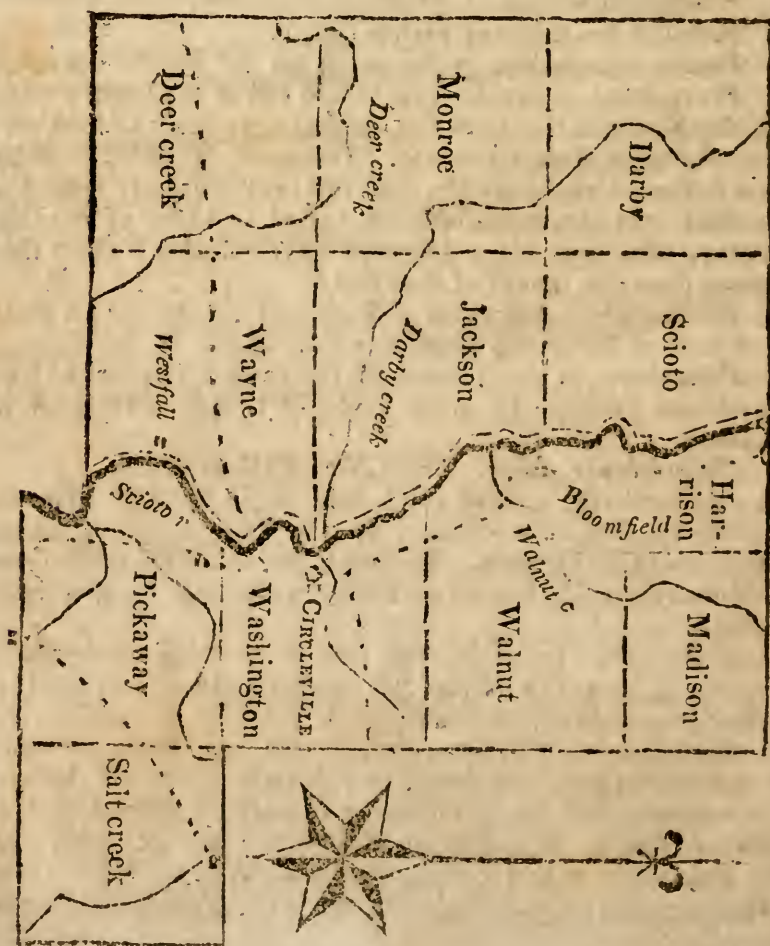 Darby
Scioto
Har-
rison
Madison
Monroe
Deer creek
Jackson
Darby creek
Bloomfield
Walnut c
Walnut
Deer creek
Wayne
Westfall
Scioto r
CIRCLEVILLE
Washington
Pickaway
Salt creek